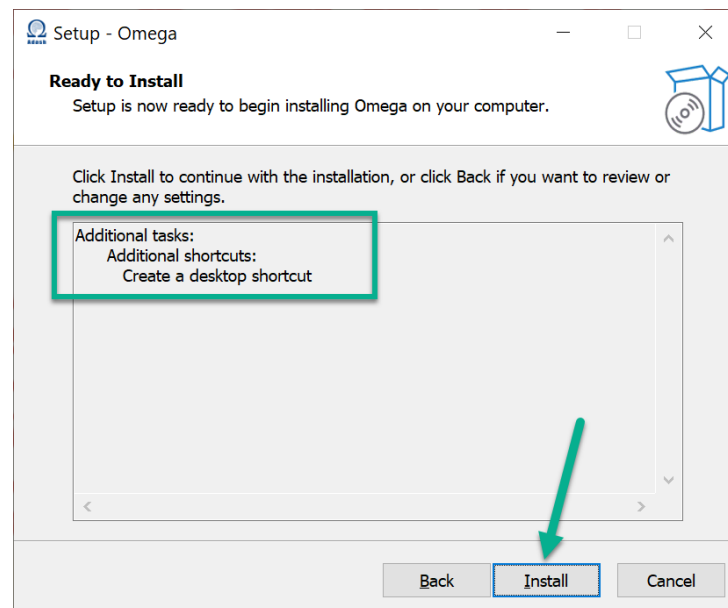 Setup - Omega
Ready to Install
Setup is now ready to begin installing Omega on your computer.
Click Install to continue with the installation, or click Back if you want to review or
change any settings.
Additional tasks:
Additional shortcuts:
Create a desktop shortcut
Back
Install
Cancel